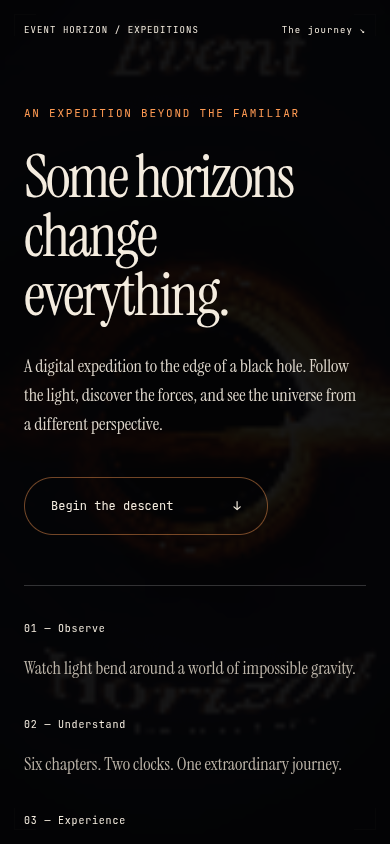 Event
EVENT HORIZON / EXPEDITIONS
The journey ↘
AN EXPEDITION BEYOND THE FAMILIAR
Some horizons
change
everything.
A digital expedition to the edge of a black hole. Follow
the light, discover the forces, and see the universe from
a different perspective.
Begin the descent ↓
01 — Observe
Watch light bend around a world of impossible gravity.
Horizon
02 — Understand
Six chapters. Two clocks. One extraordinary journey.
03 — Experience